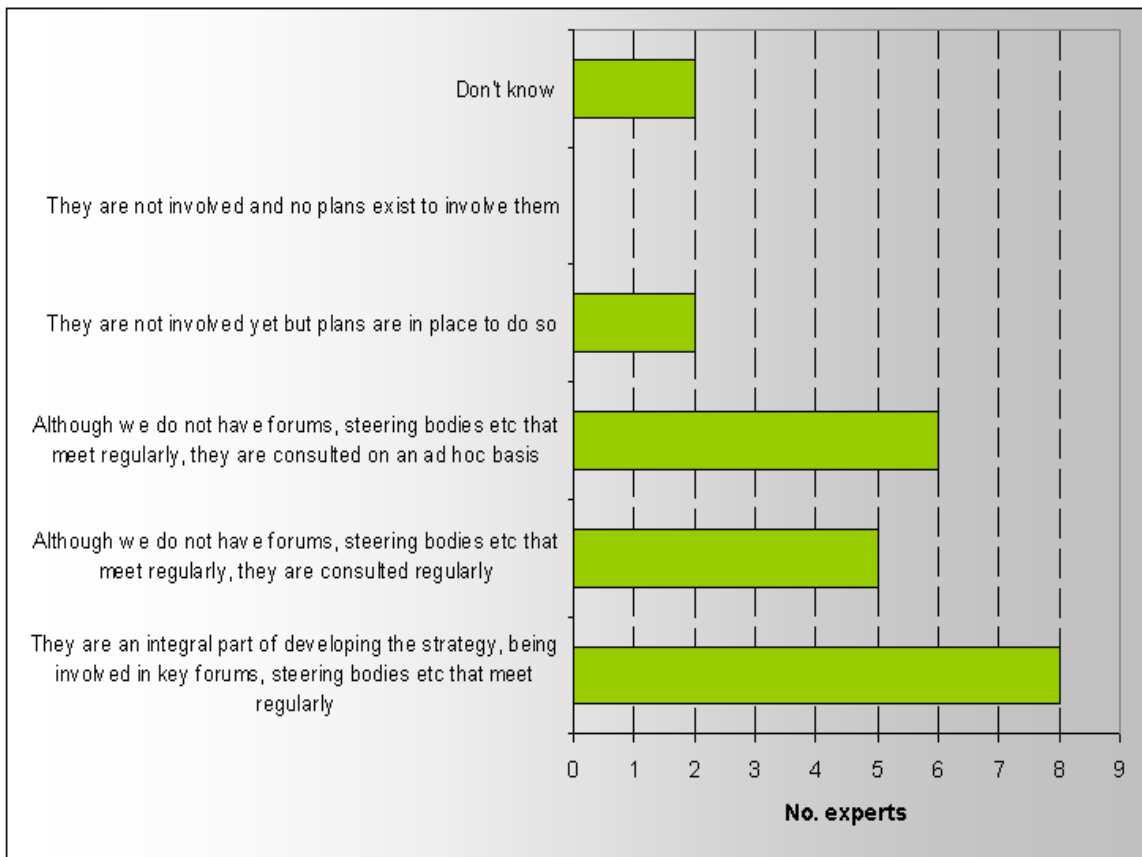 Don't know
They are not involved and no plans exist to involve them
They are not involved yet but plans are in place to do so
Although we do not have forums, steering bodies etc that
meet regularly, they are consulted on an ad hoc basis
Although we do not have forums, steering bodies etc that
meet regularly, they are consulted regularly
They are an integral part of developing the strategy, being
involved in key forums, steering bodies etc that meet
regularly
0 1 2 3 4 5 6 7 8 9
No. experts